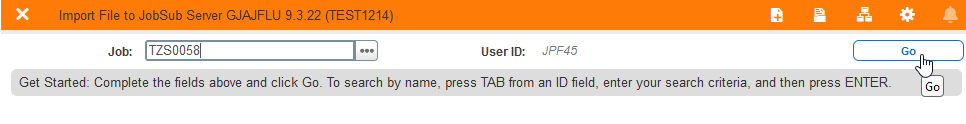 Import File to JobSub Server GJAJFLU 9.3.22 (TEST1214)
Job: TZS0058 User ID: JPF45 Go
Get Started: Complete the fields above and click Go. To search by name, press TAB from an ID field, enter your search criteria, and then press ENTER.
Go